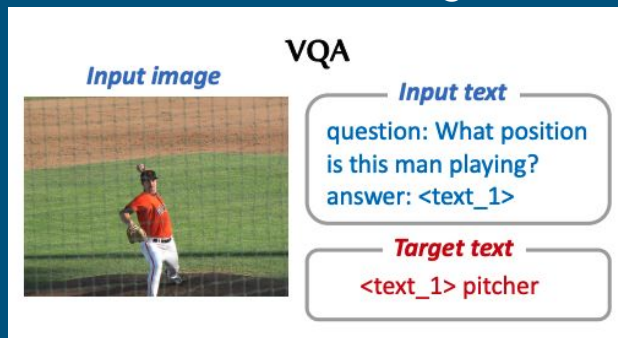 VQA
Input image
Input text
question: What position
is this man playing?
answer: <text_1>
Target text
<text_1> pitcher